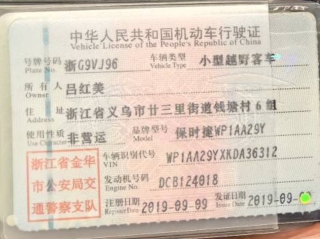 中华人民共和国机动车行驶证
Vehicle License of the People's Republic of China
号牌号码 浙G9VJ96 车辆类型 小型越野客车
Plate No. Vehicle Type
所有人 吕红美
Owner
住址 浙江省义乌市廿三里街道钱塘村6组
Address
使用性质 非营运 品牌型号 保时捷WP1AA29Y
Use Character Model
浙江省金华
市公安局交
通警察支队
车辆识别代号 WP1AA29YXKDA36312
VIN
发动机号码 DCB124018
Engine No.
注册日期 2019-09-09 发证日期 2019-09-09
Register Date Issue Date